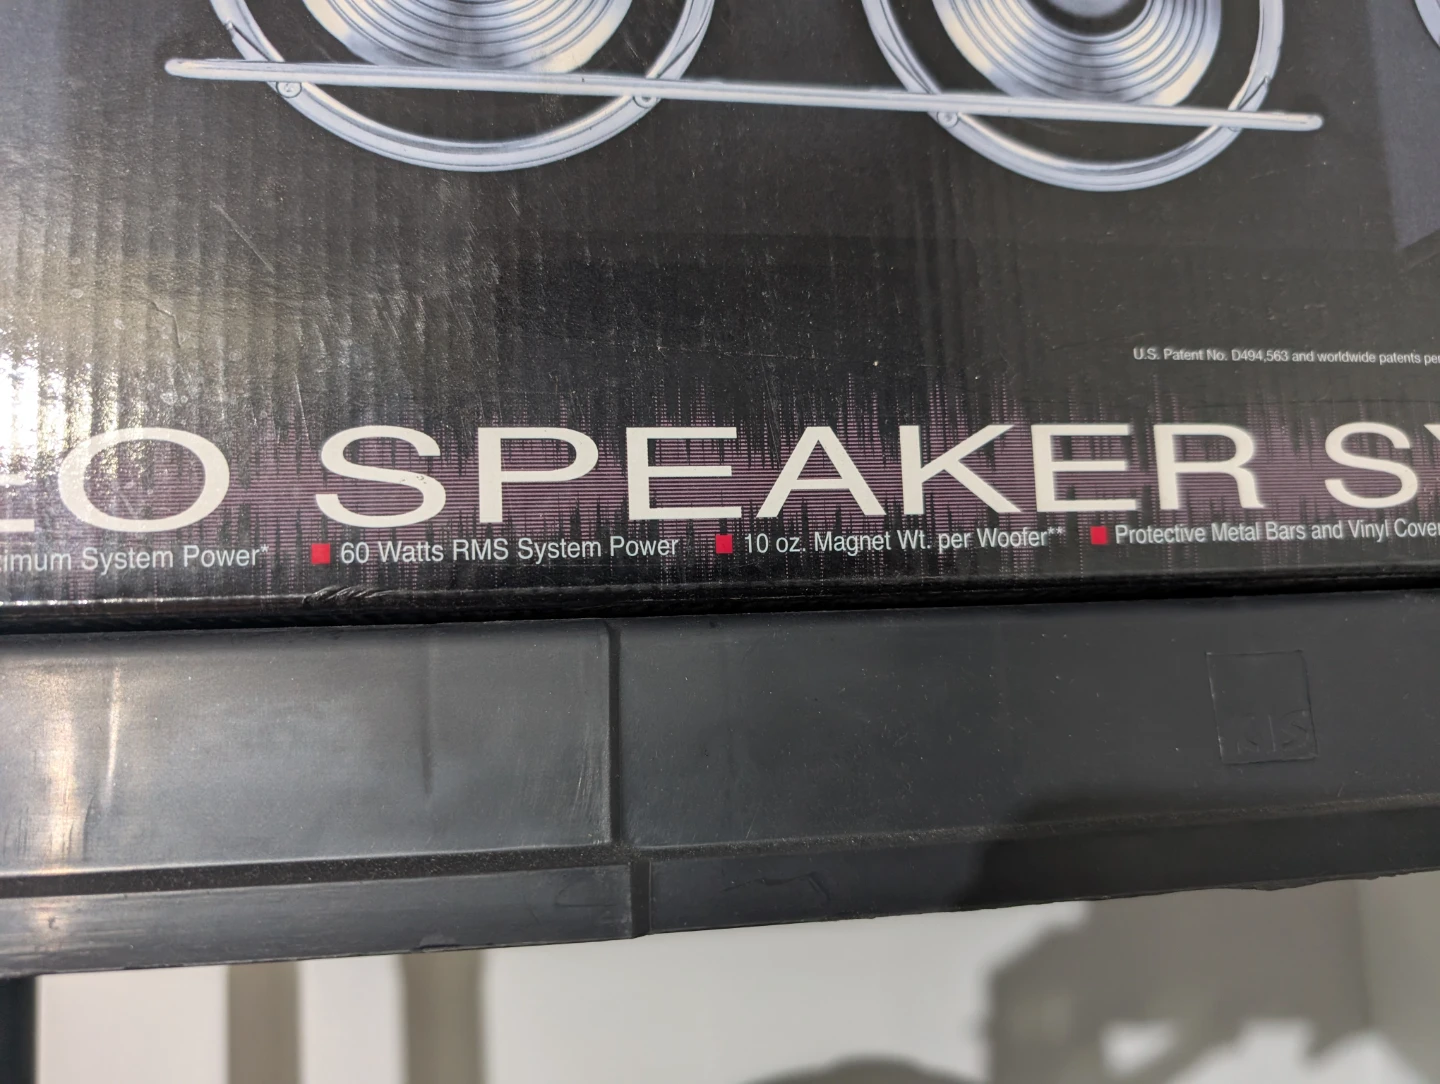 U.S. Patent No. D494,563 and worldwide patents
O SPEAKER
System Power* ■ 60 Watts RMS System Power ■ 10 oz. Magnet Wt. per Woofer** ■ Protective Metal Bars and Vinyl